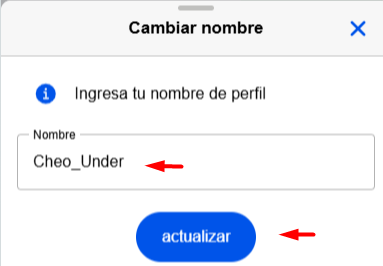 Cambiar nombre
Ingresa tu nombre de perfil
Nombre
Cheo_Under
actualizar